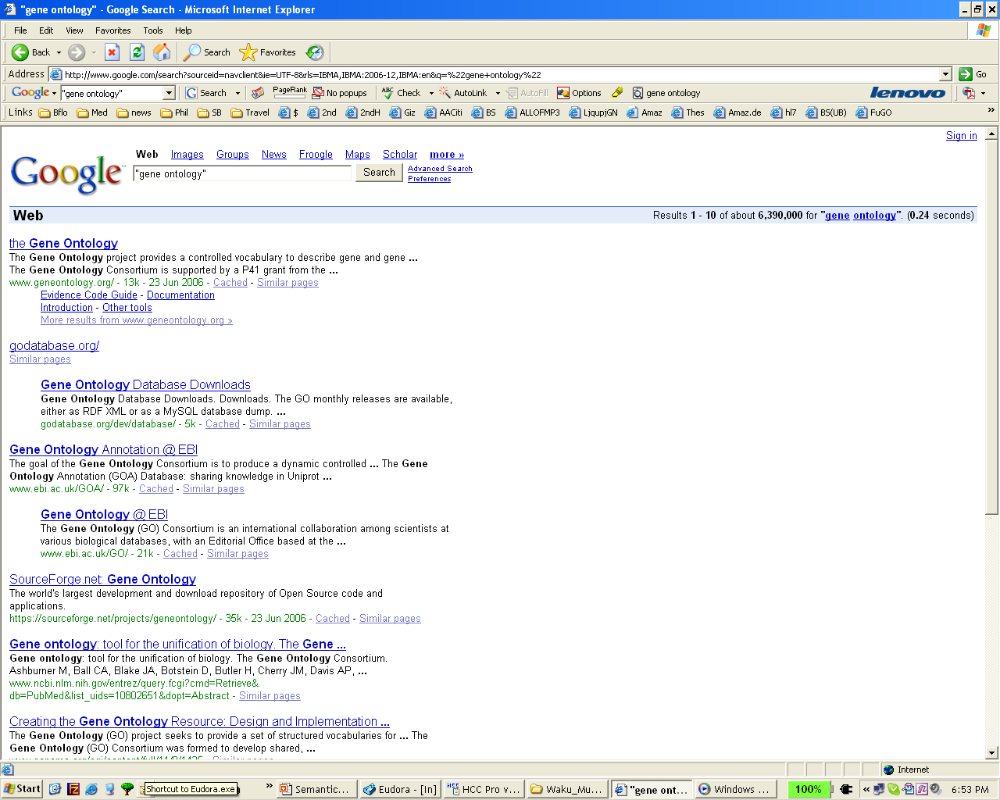 "gene ontology" - Google Search - Microsoft Internet Explorer
File Edit View Favorites Tools Help
Back Search Favorites
Address http://www.google.com/search?sourceid=navclient&ie=UTF-8&rls=IBMA,IBMA:2006-12,IBMA:en&q=%22gene+ontology%22 Go
Google "gene ontology" Search PageRank No popups ABC Check AutoLink AutoFill Options gene ontology lenovo
Links Bflo Med news Phil SB Travel $ 2nd 2ndH Giz AACiti BS ALLOFMP3 LjqupjGN Amaz Thes Amaz.de hl7 BS(UB) FuGO »
Sign in
Web Images Groups News Froogle Maps Scholar more »
Google "gene ontology" Search Advanced Search
Preferences
Web Results 1 - 10 of about 6,390,000 for "gene ontology". (0.24 seconds)
the Gene Ontology
The Gene Ontology project provides a controlled vocabulary to describe gene and gene ...
The Gene Ontology Consortium is supported by a P41 grant from the ...
www.geneontology.org/ - 13k - 23 Jun 2006 - Cached - Similar pages
Evidence Code Guide - Documentation
Introduction - Other tools
More results from www.geneontology.org »
godatabase.org/
Similar pages
Gene Ontology Database Downloads
Gene Ontology Database Downloads. Downloads. The GO monthly releases are available,
either as RDF XML or as a MySQL database dump. ...
godatabase.org/dev/database/ - 5k - Cached - Similar pages
Gene Ontology Annotation @ EBI
The goal of the Gene Ontology Consortium is to produce a dynamic controlled ... The Gene
Ontology Annotation (GOA) Database: sharing knowledge in Uniprot ...
www.ebi.ac.uk/GOA/ - 97k - Cached - Similar pages
Gene Ontology @ EBI
The Gene Ontology (GO) Consortium is an international collaboration among scientists at
various biological databases, with an Editorial Office based at the ...
www.ebi.ac.uk/GO/ - 21k - Cached - Similar pages
SourceForge.net: Gene Ontology
The world's largest development and download repository of Open Source code and
applications.
https://sourceforge.net/projects/geneontology/ - 35k - 23 Jun 2006 - Cached - Similar pages
Gene ontology: tool for the unification of biology. The Gene ...
Gene ontology: tool for the unification of biology. The Gene Ontology Consortium.
Ashburner M, Ball CA, Blake JA, Botstein D, Butler H, Cherry JM, Davis AP, ...
www.ncbi.nlm.nih.gov/entrez/query.fcgi?cmd=Retrieve&
db=PubMed&list_uids=10802651&dopt=Abstract - Similar pages
Creating the Gene Ontology Resource: Design and Implementation ...
The Gene Ontology (GO) project seeks to provide a set of structured vocabularies for ... The
Gene Ontology (GO) Consortium was formed to develop shared, ...
Internet
Start Shortcut to Eudora.exe » Semantic... Eudora - [In] HCC Pro v... Waku_Mu... "gene ont... Windows ... 100% « 6:53 PM